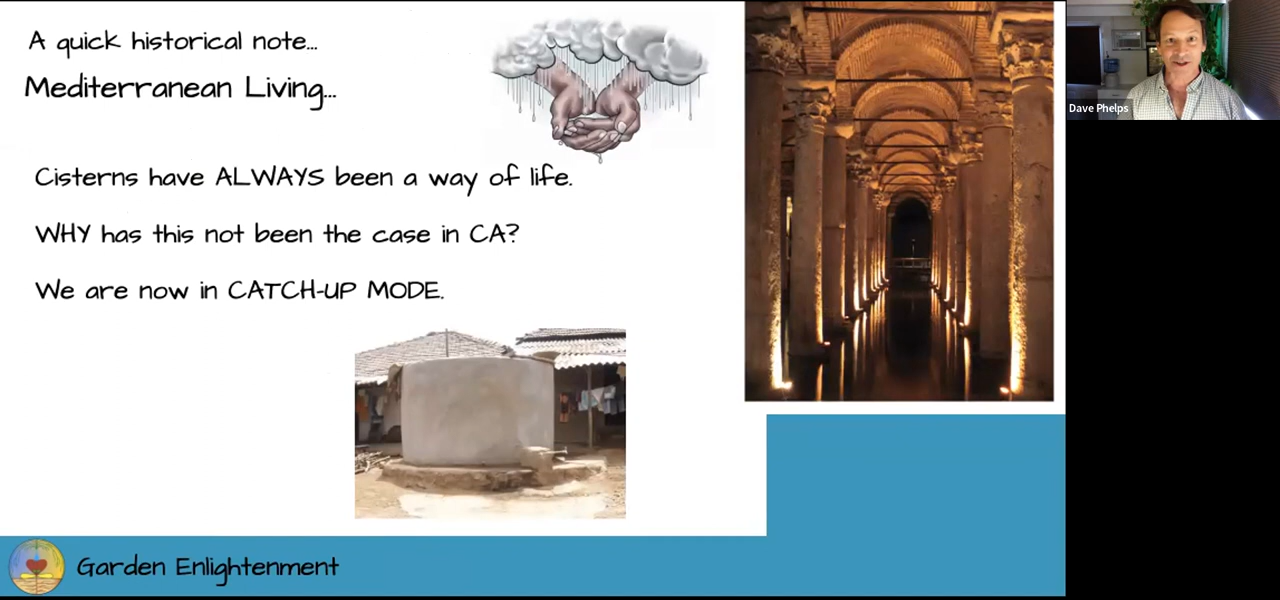 A quick historical note...
Mediterranean Living...
Cisterns have ALWAYS been a way of life.
WHY has this not been the case in CA?
We are now in CATCH-UP MODE.
Garden Enlightenment
Dave Phelps